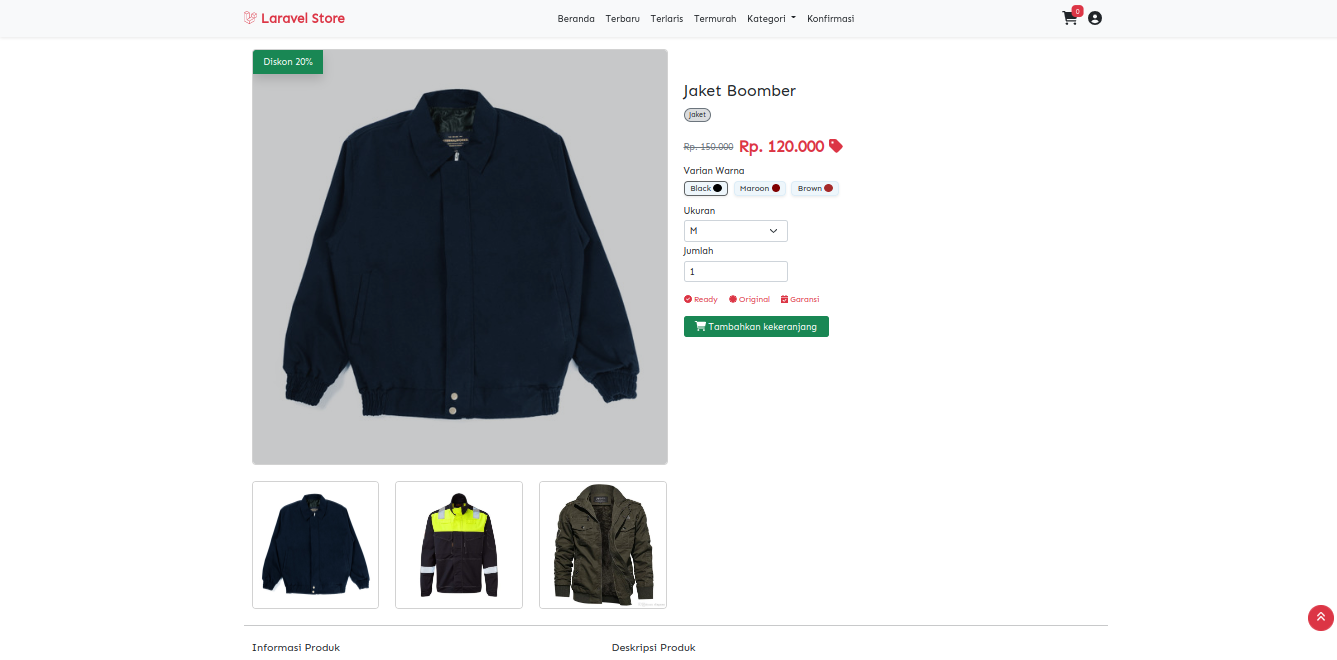 Laravel Store
Beranda Terbaru Terlaris Termurah Kategori Konfirmasi
0
Diskon 20%
Jaket Boomber
Jaket
Rp. 150.000 Rp. 120.000
Varian Warna
Black Maroon Brown
Ukuran
M
Jumlah
1
Ready Original Garansi
Tambahkan kekeranjang
Informasi Produk
Deskripsi Produk